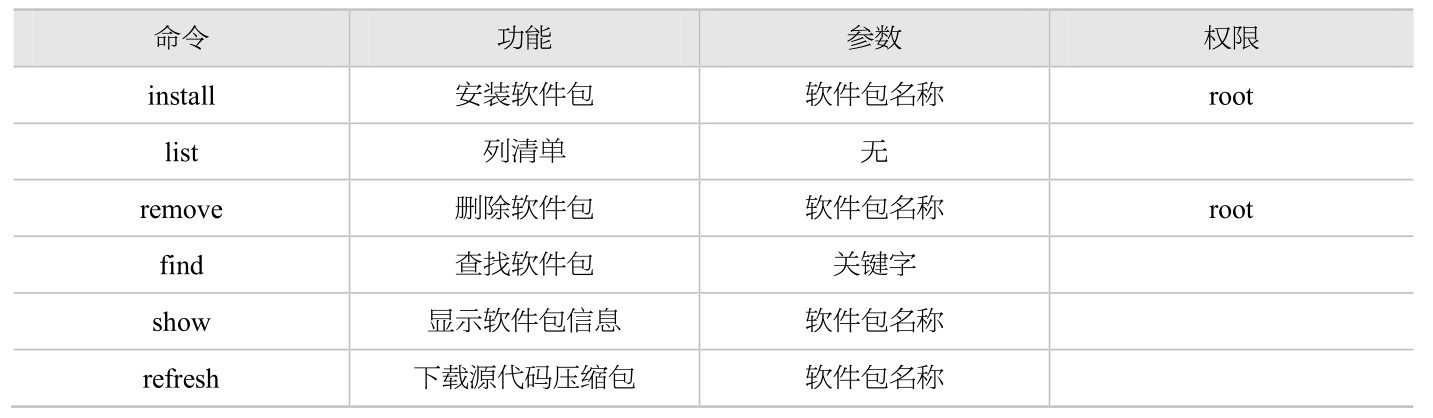 命令 功能 参数 权限
install 安装软件包 软件包名称 root
list 列清单 无
remove 删除软件包 软件包名称 root
find 查找软件包 关键字
show 显示软件包信息 软件包名称
refresh 下载源代码压缩包 软件包名称